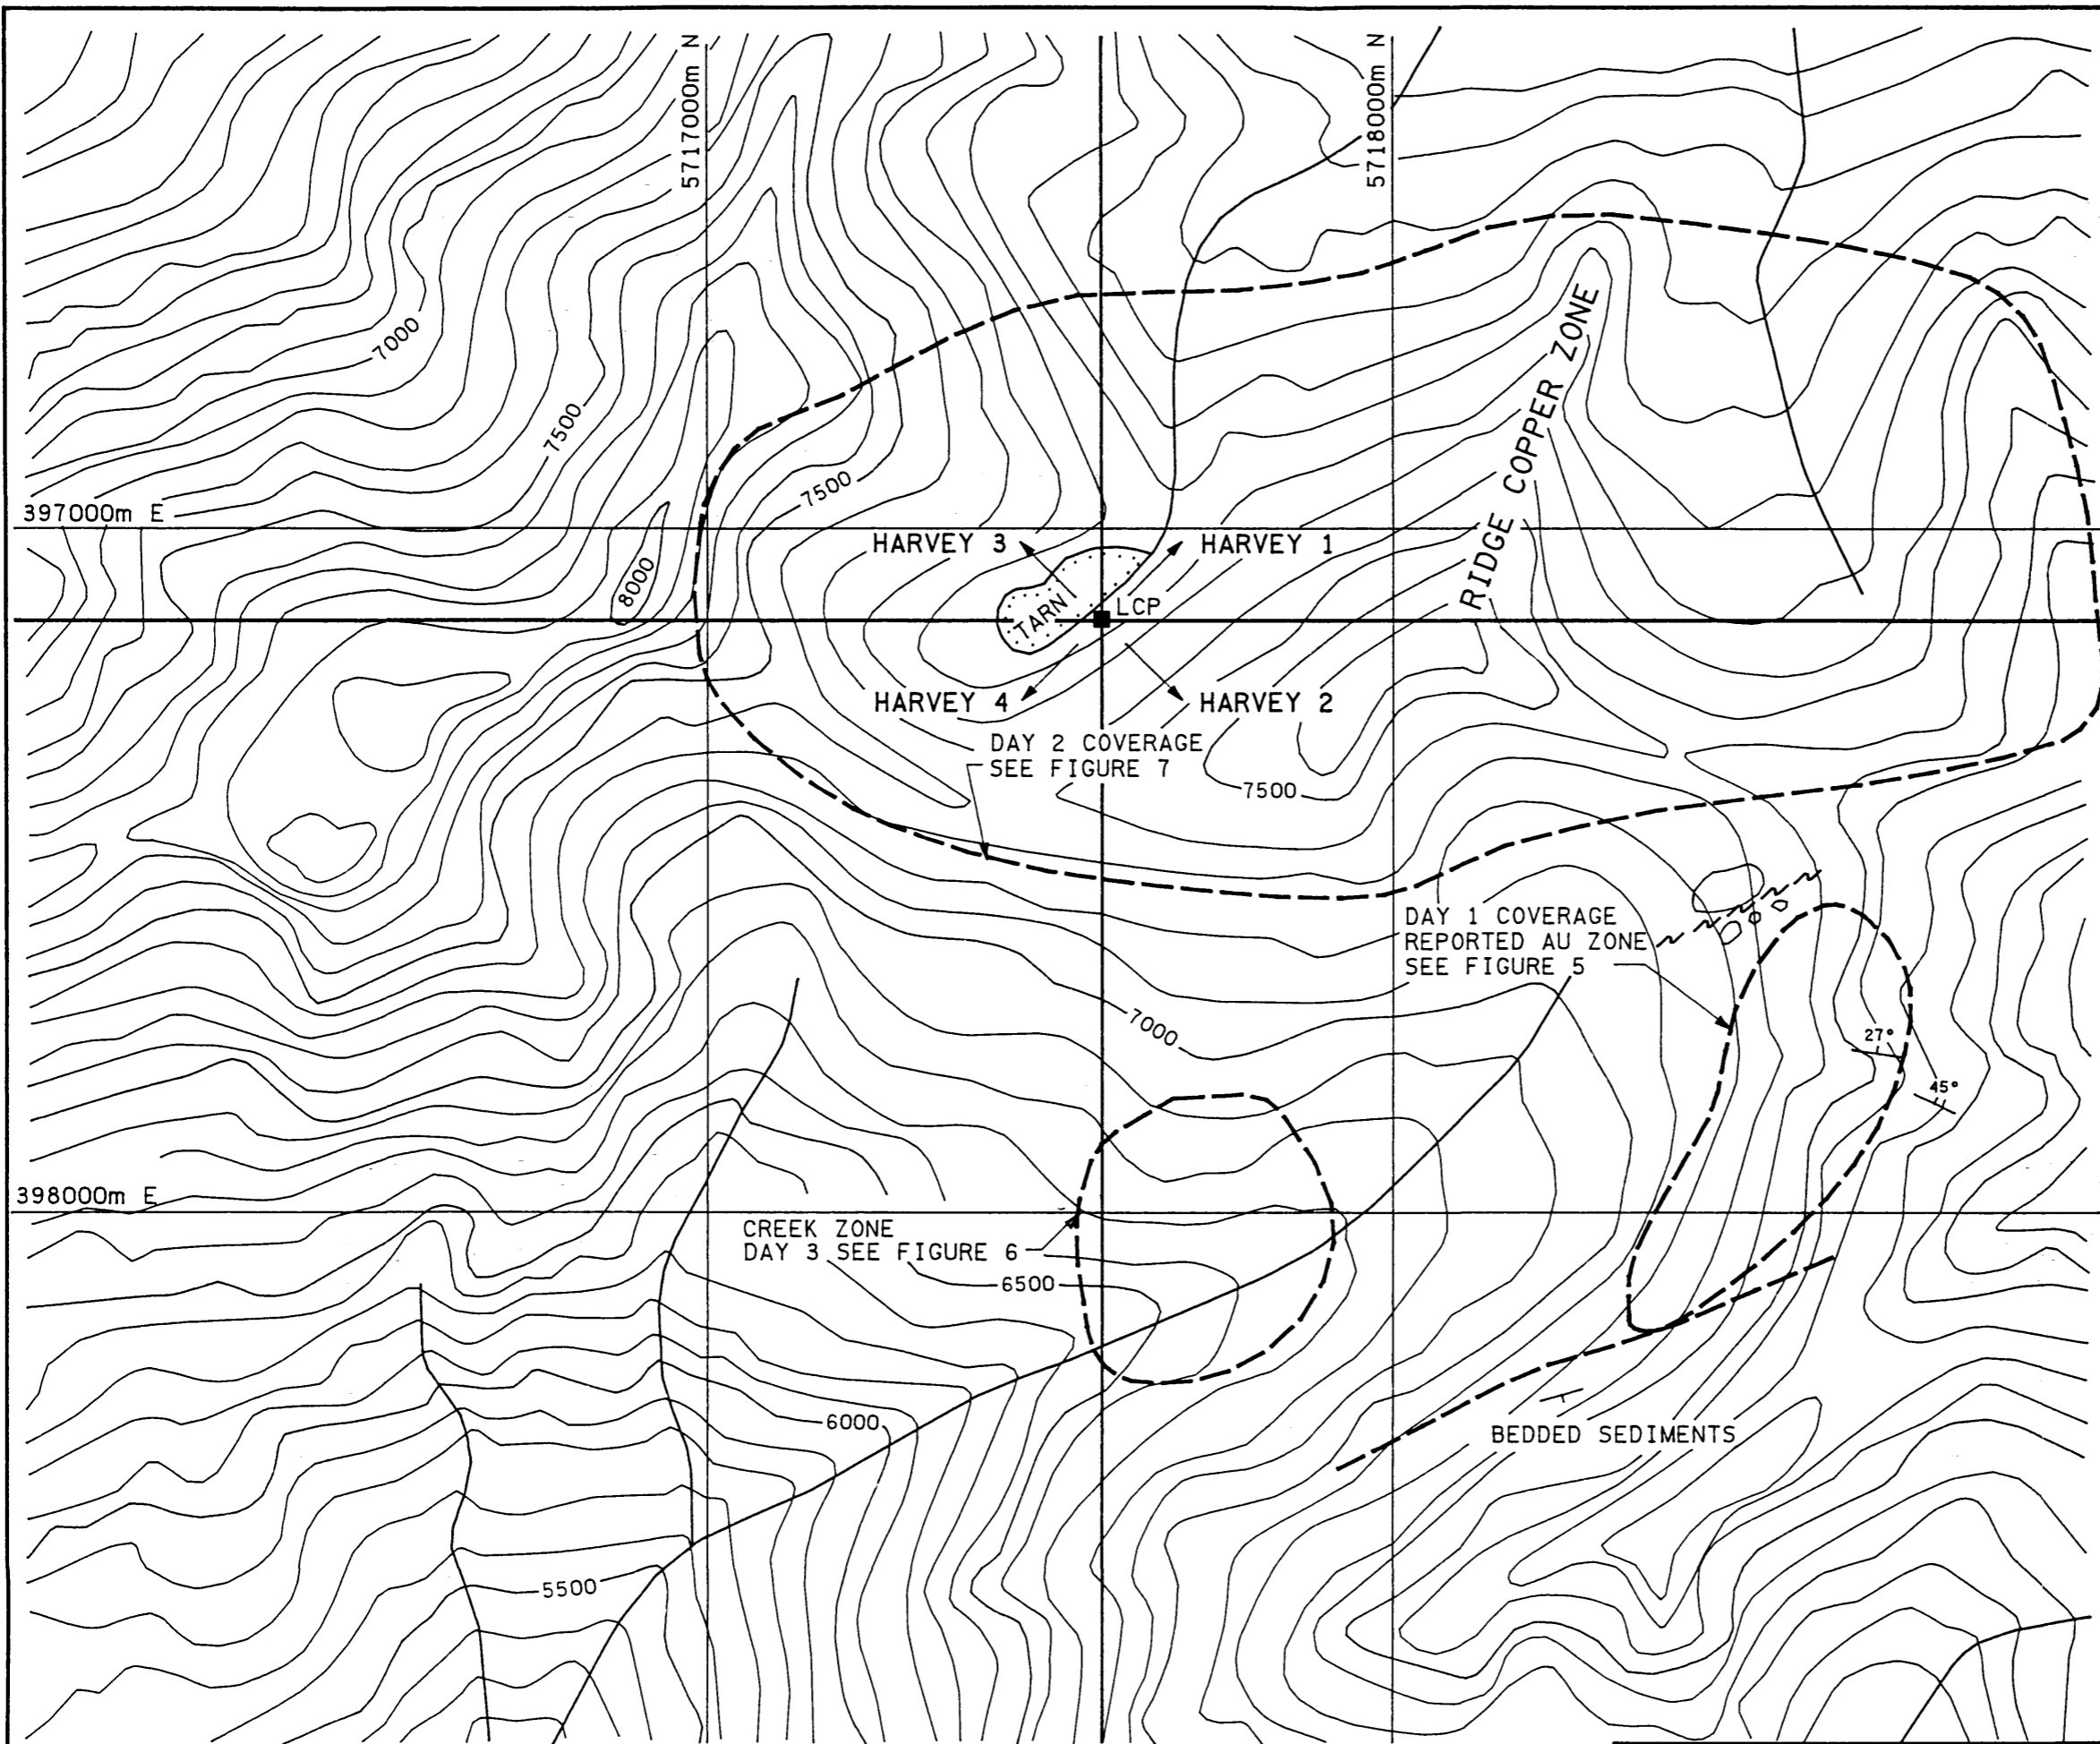 5717000m N
5718000m N
7000
7500
7500
RIDGE COPPER ZONE
397000m E
HARVEY 3
HARVEY 1
8000
TARN
LCP
HARVEY 4
HARVEY 2
DAY 2 COVERAGE
SEE FIGURE 7
7500
DAY 1 COVERAGE
REPORTED AU ZONE
SEE FIGURE 5
7000
27°
45°
398000m E
CREEK ZONE
DAY 3 SEE FIGURE 6
6500
6000
BEDDED SEDIMENTS
5500